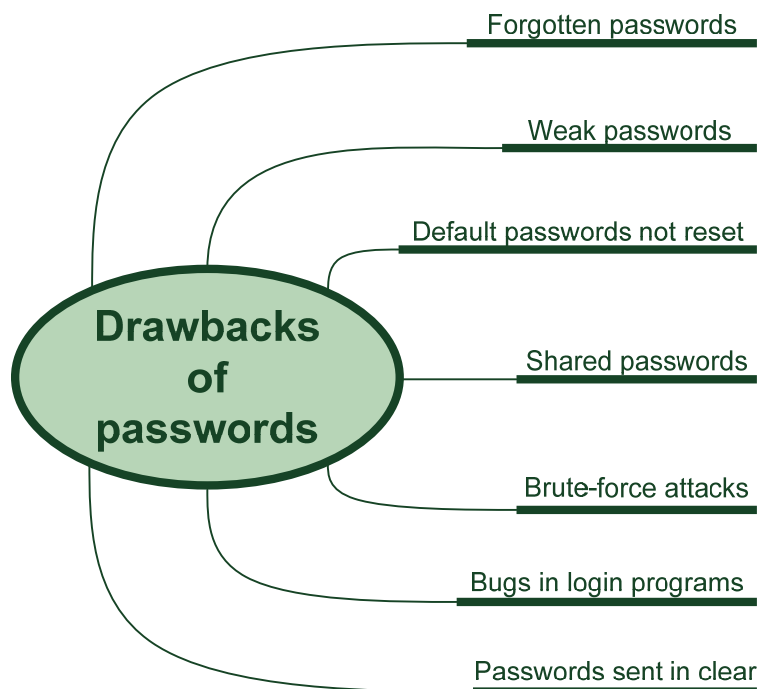 Forgotten passwords
Weak passwords
Default passwords not reset
Drawbacks
of
passwords
Shared passwords
Brute-force attacks
Bugs in login programs
Passwords sent in clear